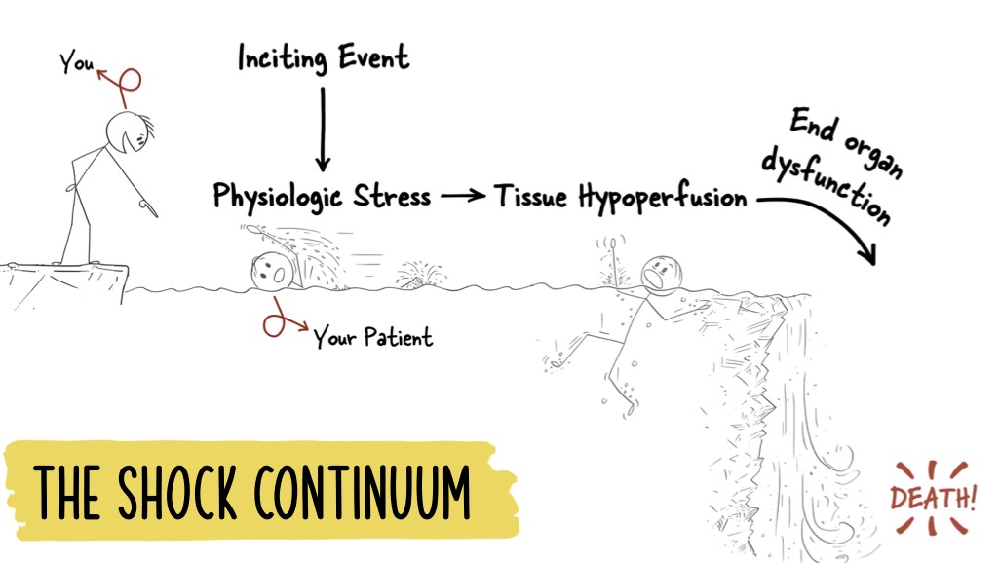 You
Inciting Event
Physiologic Stress
Tissue Hypoperfusion
End organ
dysfunction
Your Patient
THE SHOCK CONTINUUM
DEATH!